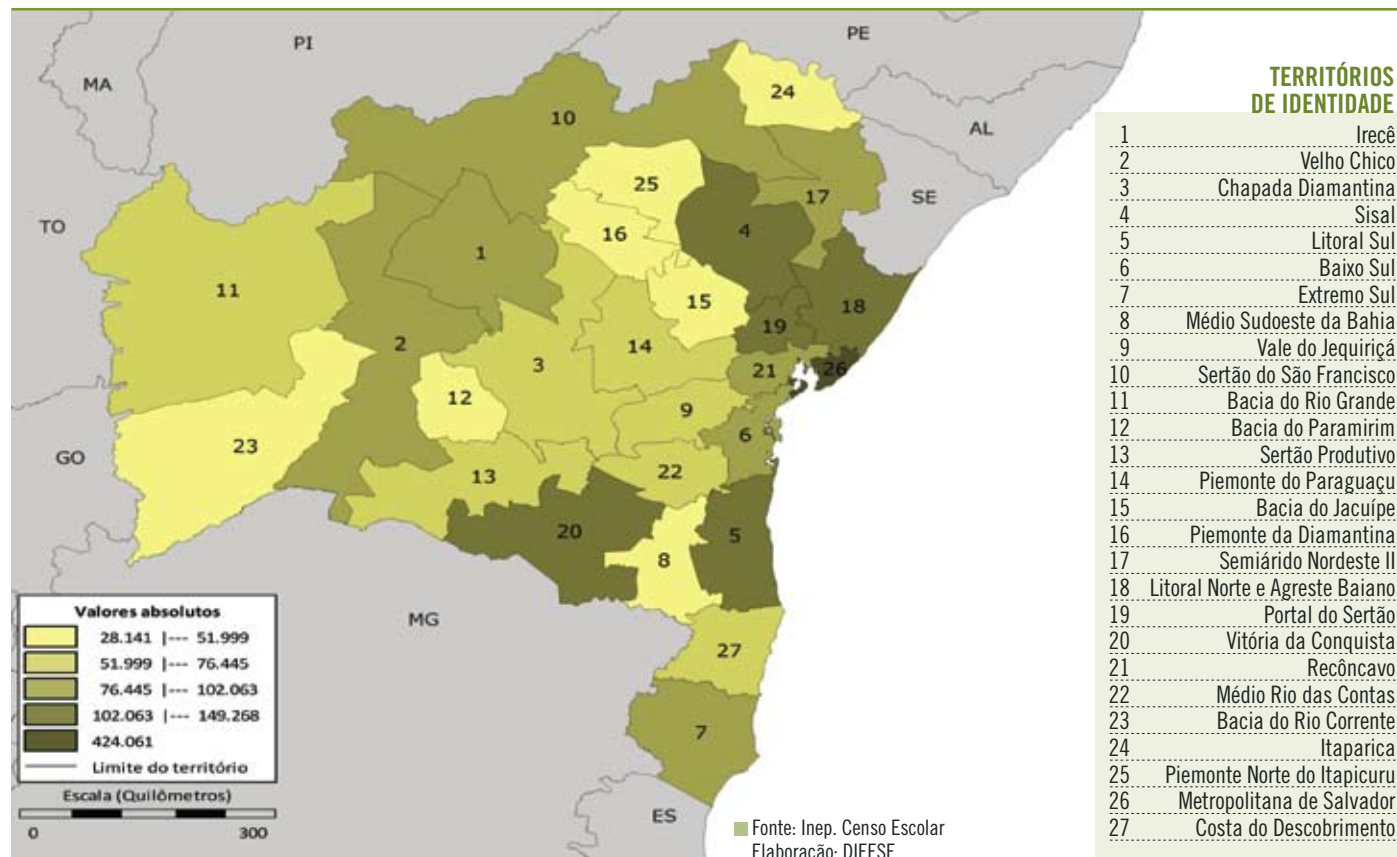 PI
PE
MA
AL
TO
SE
GO
MG
ES
24
10
25
17
16
4
1
11
15
18
19
2
14
3
21
26
12
9
6
23
22
13
20
5
8
27
7
Valores absolutos
28.141 |--- 51.999
51.999 |--- 76.445
76.445 |--- 102.063
102.063 |--- 149.268
424.061
Limite do território
Escala (Quilômetros)
0 300
Fonte: Inep. Censo Escolar
Elaboração: DIEESE
TERRITÓRIOS
DE IDENTIDADE
1 Irecê
2 Velho Chico
3 Chapada Diamantina
4 Sisal
5 Litoral Sul
6 Baixo Sul
7 Extremo Sul
8 Médio Sudoeste da Bahia
9 Vale do Jequiriçá
10 Sertão do São Francisco
11 Bacia do Rio Grande
12 Bacia do Paramirim
13 Sertão Produtivo
14 Piemonte do Paraguaçu
15 Bacia do Jacuípe
16 Piemonte da Diamantina
17 Semiárido Nordeste II
18 Litoral Norte e Agreste Baiano
19 Portal do Sertão
20 Vitória da Conquista
21 Recôncavo
22 Médio Rio das Contas
23 Bacia do Rio Corrente
24 Itaparica
25 Piemonte Norte do Itapicuru
26 Metropolitana de Salvador
27 Costa do Descobrimento